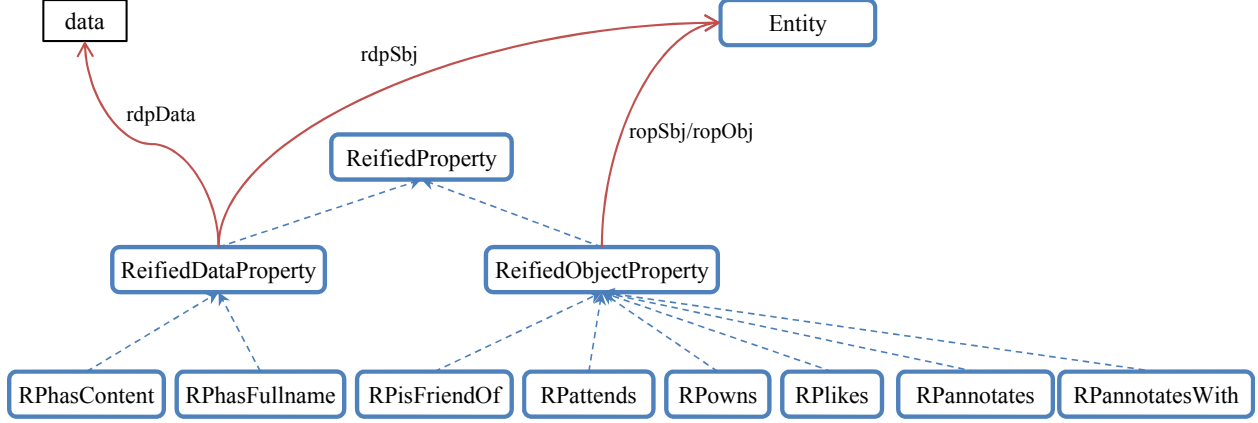 data
Entity
rdpSbj
rdpData
ropSbj/ropObj
ReifiedProperty
ReifiedDataProperty
ReifiedObjectProperty
RPhasContent
RPhasFullname
RPisFriendOf
RPattends
RPowns
RPlikes
RPannotates
RPannotatesWith